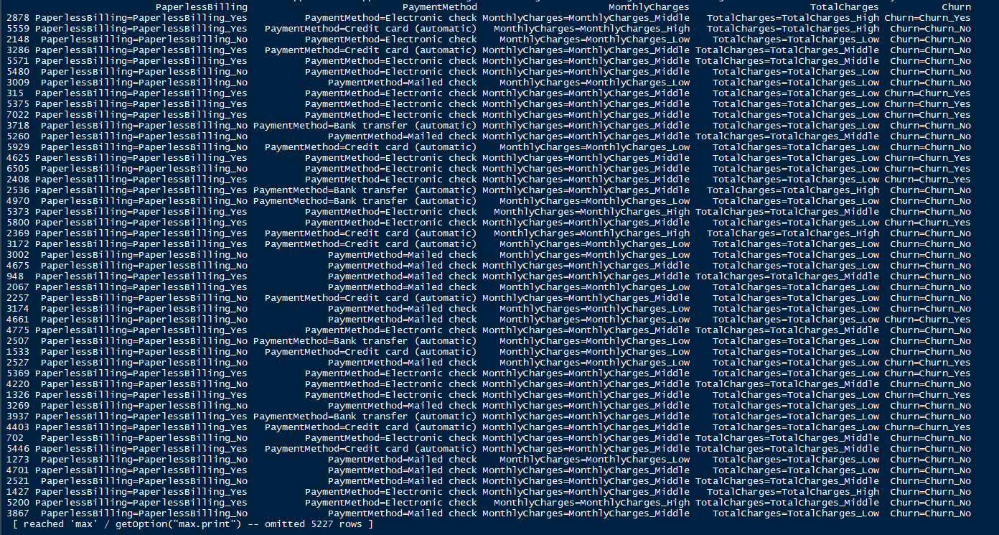 PaperlessBilling PaymentMethod MonthlyCharges TotalCharges Churn
2878 PaperlessBilling=PaperlessBilling_Yes PaymentMethod=Electronic check MonthlyCharges=MonthlyCharges_Middle TotalCharges=TotalCharges_High Churn=Churn_Yes
5559 PaperlessBilling=PaperlessBilling_Yes PaymentMethod=Credit card (automatic) MonthlyCharges=MonthlyCharges_High TotalCharges=TotalCharges_High Churn=Churn_No
2148 PaperlessBilling=PaperlessBilling_No PaymentMethod=Electronic check MonthlyCharges=MonthlyCharges_Low TotalCharges=TotalCharges_Low Churn=Churn_No
3286 PaperlessBilling=PaperlessBilling_Yes PaymentMethod=Credit card (automatic) MonthlyCharges=MonthlyCharges_Middle TotalCharges=TotalCharges_Middle Churn=Churn_No
5571 PaperlessBilling=PaperlessBilling_Yes PaymentMethod=Electronic check MonthlyCharges=MonthlyCharges_Middle TotalCharges=TotalCharges_Middle Churn=Churn_No
5480 PaperlessBilling=PaperlessBilling_No PaymentMethod=Electronic check MonthlyCharges=MonthlyCharges_Middle TotalCharges=TotalCharges_Low Churn=Churn_No
3009 PaperlessBilling=PaperlessBilling_No PaymentMethod=Mailed check MonthlyCharges=MonthlyCharges_Low TotalCharges=TotalCharges_Low Churn=Churn_No
315 PaperlessBilling=PaperlessBilling_Yes PaymentMethod=Electronic check MonthlyCharges=MonthlyCharges_Middle TotalCharges=TotalCharges_Low Churn=Churn_Yes
5375 PaperlessBilling=PaperlessBilling_Yes PaymentMethod=Electronic check MonthlyCharges=MonthlyCharges_Middle TotalCharges=TotalCharges_Low Churn=Churn_Yes
7022 PaperlessBilling=PaperlessBilling_Yes PaymentMethod=Electronic check MonthlyCharges=MonthlyCharges_Middle TotalCharges=TotalCharges_Low Churn=Churn_Yes
3718 PaperlessBilling=PaperlessBilling_No PaymentMethod=Bank transfer (automatic) MonthlyCharges=MonthlyCharges_Middle TotalCharges=TotalCharges_Low Churn=Churn_No
5260 PaperlessBilling=PaperlessBilling_No PaymentMethod=Mailed check MonthlyCharges=MonthlyCharges_Middle TotalCharges=TotalCharges_Middle Churn=Churn_No
5929 PaperlessBilling=PaperlessBilling_No PaymentMethod=Credit card (automatic) MonthlyCharges=MonthlyCharges_Low TotalCharges=TotalCharges_Low Churn=Churn_No
4625 PaperlessBilling=PaperlessBilling_Yes PaymentMethod=Electronic check MonthlyCharges=MonthlyCharges_Middle TotalCharges=TotalCharges_Low Churn=Churn_Yes
6505 PaperlessBilling=PaperlessBilling_No PaymentMethod=Electronic check MonthlyCharges=MonthlyCharges_Middle TotalCharges=TotalCharges_Low Churn=Churn_Yes
2408 PaperlessBilling=PaperlessBilling_Yes PaymentMethod=Electronic check MonthlyCharges=MonthlyCharges_Middle TotalCharges=TotalCharges_Low Churn=Churn_Yes
2536 PaperlessBilling=PaperlessBilling_Yes PaymentMethod=Bank transfer (automatic) MonthlyCharges=MonthlyCharges_Middle TotalCharges=TotalCharges_High Churn=Churn_No
4970 PaperlessBilling=PaperlessBilling_No PaymentMethod=Bank transfer (automatic) MonthlyCharges=MonthlyCharges_Low TotalCharges=TotalCharges_Low Churn=Churn_No
5373 PaperlessBilling=PaperlessBilling_Yes PaymentMethod=Electronic check MonthlyCharges=MonthlyCharges_High TotalCharges=TotalCharges_Middle Churn=Churn_No
5800 PaperlessBilling=PaperlessBilling_Yes PaymentMethod=Electronic check MonthlyCharges=MonthlyCharges_Middle TotalCharges=TotalCharges_Low Churn=Churn_Yes
2369 PaperlessBilling=PaperlessBilling_Yes PaymentMethod=Credit card (automatic) MonthlyCharges=MonthlyCharges_High TotalCharges=TotalCharges_High Churn=Churn_No
3172 PaperlessBilling=PaperlessBilling_Yes PaymentMethod=Credit card (automatic) MonthlyCharges=MonthlyCharges_Low TotalCharges=TotalCharges_Low Churn=Churn_No
3002 PaperlessBilling=PaperlessBilling_No PaymentMethod=Mailed check MonthlyCharges=MonthlyCharges_Low TotalCharges=TotalCharges_Low Churn=Churn_No
4675 PaperlessBilling=PaperlessBilling_No PaymentMethod=Mailed check MonthlyCharges=MonthlyCharges_Middle TotalCharges=TotalCharges_Low Churn=Churn_No
948 PaperlessBilling=PaperlessBilling_Yes PaymentMethod=Mailed check MonthlyCharges=MonthlyCharges_Middle TotalCharges=TotalCharges_Middle Churn=Churn_No
2067 PaperlessBilling=PaperlessBilling_Yes PaymentMethod=Mailed check MonthlyCharges=MonthlyCharges_Low TotalCharges=TotalCharges_Low Churn=Churn_No
2257 PaperlessBilling=PaperlessBilling_No PaymentMethod=Credit card (automatic) MonthlyCharges=MonthlyCharges_Middle TotalCharges=TotalCharges_Low Churn=Churn_No
3174 PaperlessBilling=PaperlessBilling_No PaymentMethod=Mailed check MonthlyCharges=MonthlyCharges_Low TotalCharges=TotalCharges_Low Churn=Churn_No
4661 PaperlessBilling=PaperlessBilling_No PaymentMethod=Mailed check MonthlyCharges=MonthlyCharges_Low TotalCharges=TotalCharges_Low Churn=Churn_Yes
4775 PaperlessBilling=PaperlessBilling_Yes PaymentMethod=Electronic check MonthlyCharges=MonthlyCharges_Middle TotalCharges=TotalCharges_Middle Churn=Churn_No
2507 PaperlessBilling=PaperlessBilling_No PaymentMethod=Bank transfer (automatic) MonthlyCharges=MonthlyCharges_Low TotalCharges=TotalCharges_Low Churn=Churn_No
1533 PaperlessBilling=PaperlessBilling_No PaymentMethod=Credit card (automatic) MonthlyCharges=MonthlyCharges_Low TotalCharges=TotalCharges_Low Churn=Churn_No
2527 PaperlessBilling=PaperlessBilling_No PaymentMethod=Mailed check MonthlyCharges=MonthlyCharges_Low TotalCharges=TotalCharges_Low Churn=Churn_No
5369 PaperlessBilling=PaperlessBilling_Yes PaymentMethod=Electronic check MonthlyCharges=MonthlyCharges_Middle TotalCharges=TotalCharges_Low Churn=Churn_Yes
4220 PaperlessBilling=PaperlessBilling_No PaymentMethod=Mailed check MonthlyCharges=MonthlyCharges_Middle TotalCharges=TotalCharges_Middle Churn=Churn_No
1326 PaperlessBilling=PaperlessBilling_Yes PaymentMethod=Electronic check MonthlyCharges=MonthlyCharges_Middle TotalCharges=TotalCharges_Low Churn=Churn_Yes
3269 PaperlessBilling=PaperlessBilling_No PaymentMethod=Mailed check MonthlyCharges=MonthlyCharges_Middle TotalCharges=TotalCharges_Low Churn=Churn_No
3937 PaperlessBilling=PaperlessBilling_Yes PaymentMethod=Bank transfer (automatic) MonthlyCharges=MonthlyCharges_Middle TotalCharges=TotalCharges_Low Churn=Churn_No
4403 PaperlessBilling=PaperlessBilling_Yes PaymentMethod=Credit card (automatic) MonthlyCharges=MonthlyCharges_Middle TotalCharges=TotalCharges_Low Churn=Churn_Yes
702 PaperlessBilling=PaperlessBilling_No PaymentMethod=Electronic check MonthlyCharges=MonthlyCharges_Middle TotalCharges=TotalCharges_Middle Churn=Churn_No
5446 PaperlessBilling=PaperlessBilling_Yes PaymentMethod=Credit card (automatic) MonthlyCharges=MonthlyCharges_Middle TotalCharges=TotalCharges_Middle Churn=Churn_No
1273 PaperlessBilling=PaperlessBilling_No PaymentMethod=Mailed check MonthlyCharges=MonthlyCharges_Low TotalCharges=TotalCharges_Low Churn=Churn_No
4701 PaperlessBilling=PaperlessBilling_Yes PaymentMethod=Mailed check MonthlyCharges=MonthlyCharges_Middle TotalCharges=TotalCharges_Low Churn=Churn_No
2521 PaperlessBilling=PaperlessBilling_No PaymentMethod=Mailed check MonthlyCharges=MonthlyCharges_Middle TotalCharges=TotalCharges_Middle Churn=Churn_No
1427 PaperlessBilling=PaperlessBilling_Yes PaymentMethod=Electronic check MonthlyCharges=MonthlyCharges_Middle TotalCharges=TotalCharges_High Churn=Churn_No
5200 PaperlessBilling=PaperlessBilling_Yes PaymentMethod=Electronic check MonthlyCharges=MonthlyCharges_High TotalCharges=TotalCharges_Middle Churn=Churn_No
3867 PaperlessBilling=PaperlessBilling_No PaymentMethod=Mailed check MonthlyCharges=MonthlyCharges_Middle TotalCharges=TotalCharges_Low Churn=Churn_No
[ reached 'max' / getOption("max.print") -- omitted 5227 rows ]